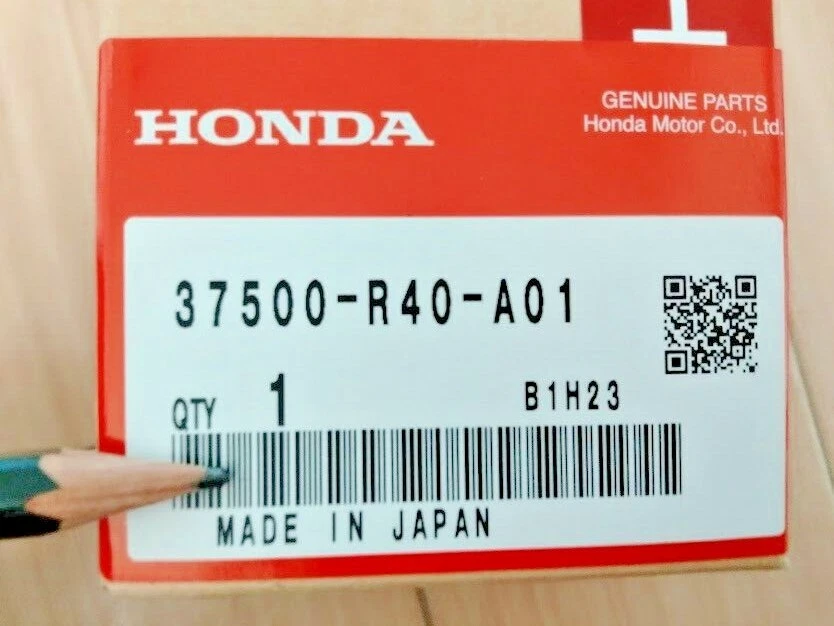 HONDA
GENUINE PARTS
Honda Motor Co., Ltd.
37500-R40-A01
QTY 1
B1H23
MADE IN JAPAN